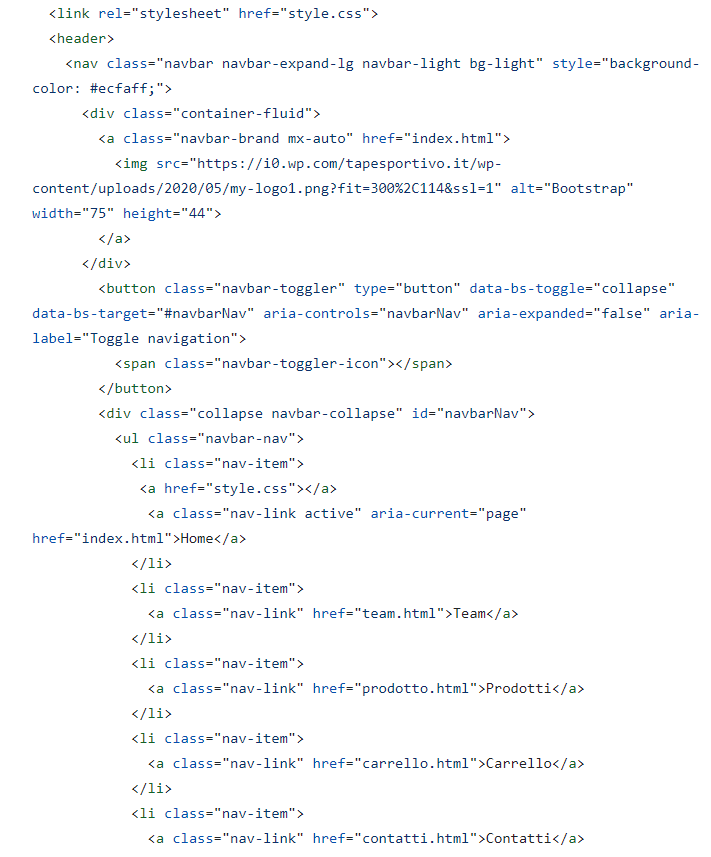 <link rel="stylesheet" href="style.css">
<header>
<nav class="navbar navbar-expand-lg navbar-light bg-light" style="background-
color: #ecfaff;">
<div class="container-fluid">
<a class="navbar-brand mx-auto" href="index.html">
<img src="https://i0.wp.com/tapesportivo.it/wp-
content/uploads/2020/05/my-logo1.png?fit=300%2C114&ssl=1" alt="Bootstrap"
width="75" height="44">
</a>
</div>
<button class="navbar-toggler" type="button" data-bs-toggle="collapse"
data-bs-target="#navbarNav" aria-controls="navbarNav" aria-expanded="false" aria-
label="Toggle navigation">
<span class="navbar-toggler-icon"></span>
</button>
<div class="collapse navbar-collapse" id="navbarNav">
<ul class="navbar-nav">
<li class="nav-item">
<a href="style.css"></a>
<a class="nav-link active" aria-current="page"
href="index.html">Home</a>
</li>
<li class="nav-item">
<a class="nav-link" href="team.html">Team</a>
</li>
<li class="nav-item">
<a class="nav-link" href="prodotto.html">Prodotti</a>
</li>
<li class="nav-item">
<a class="nav-link" href="carrello.html">Carrello</a>
</li>
<li class="nav-item">
<a class="nav-link" href="contatti.html">Contatti</a>